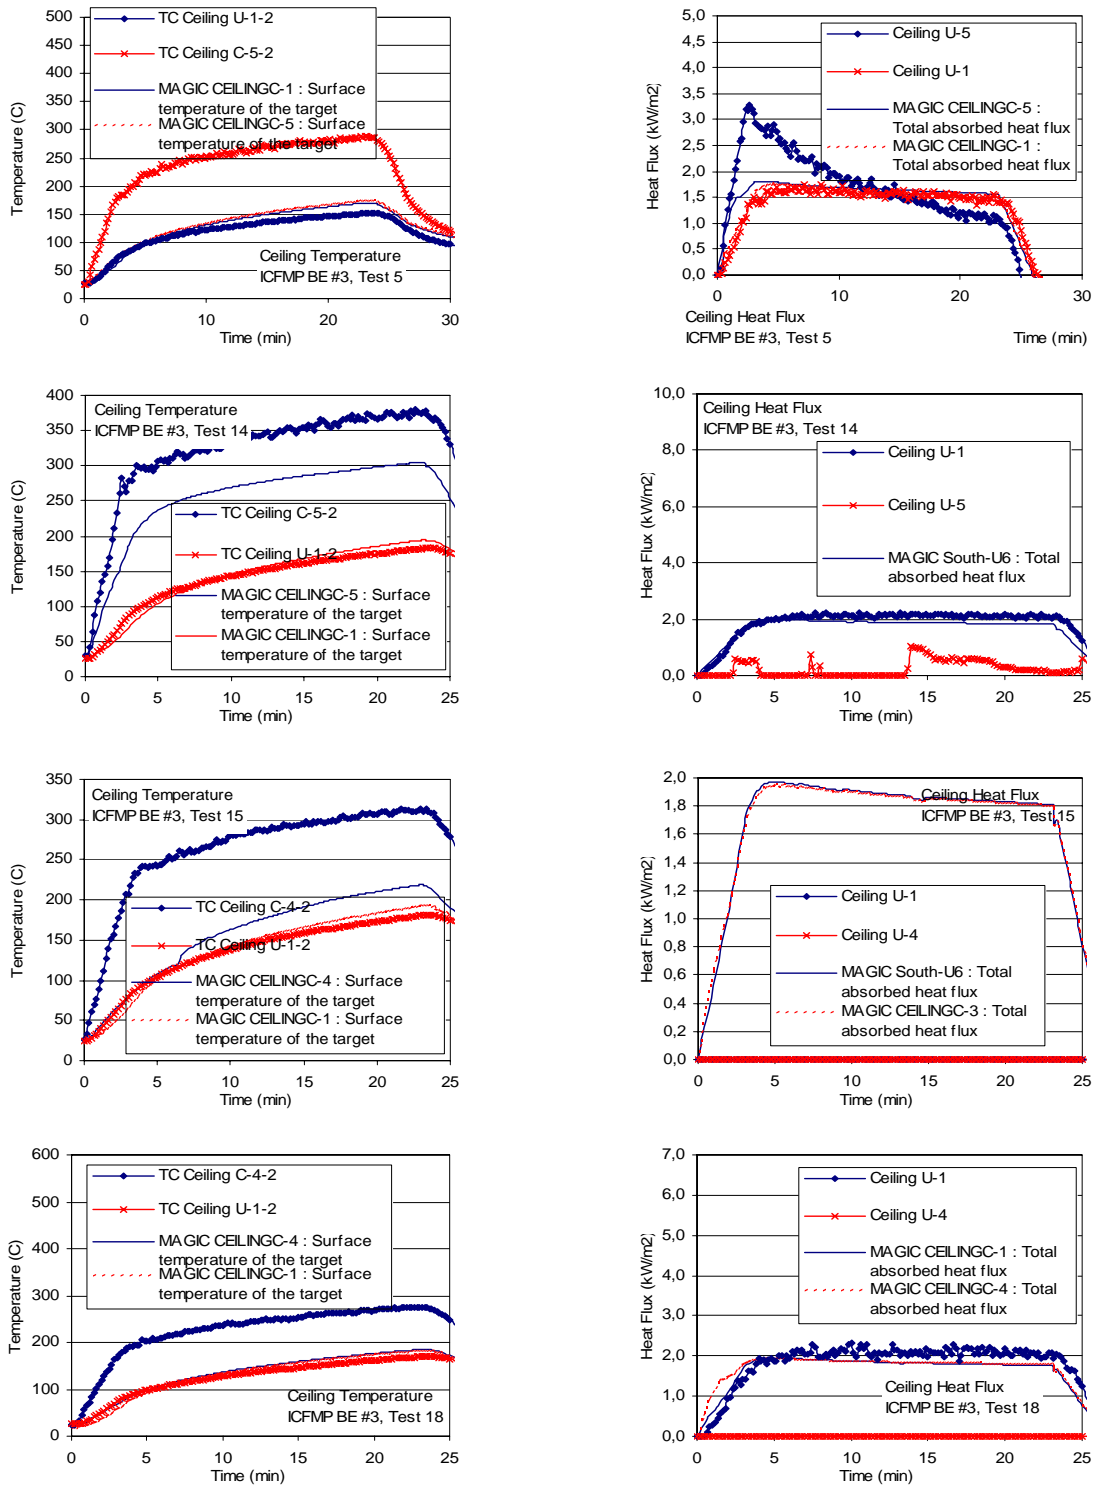 500
450
400
350
300
250
200
150
100
50
0
Temperature (C)
TC Ceiling U-1-2
TC Ceiling C-5-2
MAGIC CEILINGC-1 : Surface
temperature of the target
MAGIC CEILINGC-5 : Surface
temperature of the target
Ceiling Temperature
ICFMP BE #3, Test 5
0 10 20 30
Time (min)
5,0
4,5
4,0
3,5
3,0
2,5
2,0
1,5
1,0
0,5
0,0
Heat Flux (kW/m2)
Ceiling U-5
Ceiling U-1
MAGIC CEILINGC-5 :
Total absorbed heat flux
MAGIC CEILINGC-1 :
Total absorbed heat flux
0 10 20 30
Ceiling Heat Flux
ICFMP BE #3, Test 5
Time (min)
400
350
300
250
200
150
100
50
0
Temperature (C)
Ceiling Temperature
ICFMP BE #3, Test 14
TC Ceiling C-5-2
TC Ceiling U-1-2
MAGIC CEILINGC-5 : Surface
temperature of the target
MAGIC CEILINGC-1 : Surface
temperature of the target
0 5 10 15 20 25
Time (min)
10,0
8,0
6,0
4,0
2,0
0,0
Heat Flux (kW/m2)
Ceiling Heat Flux
ICFMP BE #3, Test 14
Ceiling U-1
Ceiling U-5
MAGIC South-U6 : Total
absorbed heat flux
0 5 10 15 20 25
Time (min)
350
300
250
200
150
100
50
0
Temperature (C)
Ceiling Temperature
ICFMP BE #3, Test 15
TC Ceiling C-4-2
TC Ceiling U-1-2
MAGIC CEILINGC-4 : Surface
temperature of the target
MAGIC CEILINGC-1 : Surface
temperature of the target
0 5 10 15 20 25
Time (min)
2,0
1,8
1,6
1,4
1,2
1,0
0,8
0,6
0,4
0,2
0,0
Heat Flux (kW/m2)
Ceiling Heat Flux
ICFMP BE #3, Test 15
Ceiling U-1
Ceiling U-4
MAGIC South-U6 : Total
absorbed heat flux
MAGIC CEILINGC-3 : Total
absorbed heat flux
0 5 10 15 20 25
Time (min)
600
500
400
300
200
100
0
Temperature (C)
TC Ceiling C-4-2
TC Ceiling U-1-2
MAGIC CEILINGC-4 : Surface
temperature of the target
MAGIC CEILINGC-1 : Surface
temperature of the target
Ceiling Temperature
ICFMP BE #3, Test 18
0 5 10 15 20 25
Time (min)
7,0
6,0
5,0
4,0
3,0
2,0
1,0
0,0
Heat Flux (kW/m2)
Ceiling U-1
Ceiling U-4
MAGIC CEILINGC-1 : Total
absorbed heat flux
MAGIC CEILINGC-4 : Total
absorbed heat flux
Ceiling Heat Flux
ICFMP BE #3, Test 18
0 5 10 15 20 25
Time (min)